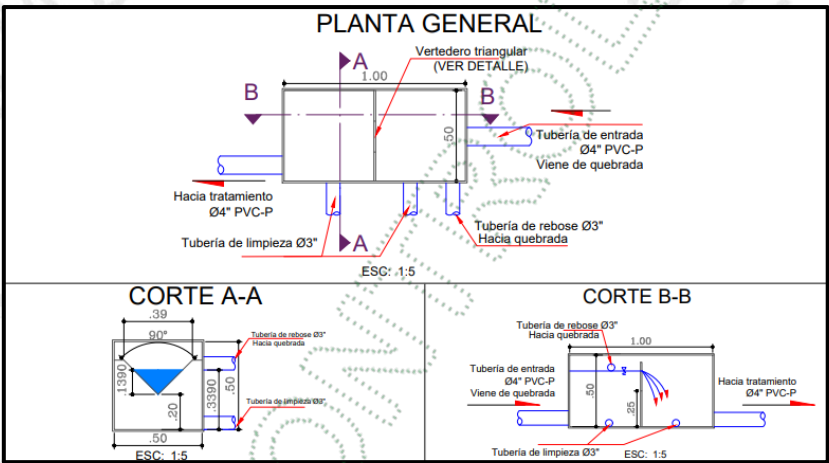 PLANTA GENERAL
A
Vertedero triangular
(VER DETALLE)
1.00
B
B
.50
Tubería de entrada
Ø4" PVC-P
Viene de quebrada
Hacia tratamiento
Ø4" PVC-P
Tubería de limpieza Ø3"
Tubería de rebose Ø3"
Hacia quebrada
A
ESC: 1:5
CORTE A-A
.39
90°
Tubería de rebose Ø3"
Hacia quebrada
.1390
.20
.3390
.50
Tubería de limpieza Ø3"
.50
ESC: 1:5
CORTE B-B
Tubería de rebose Ø3"
Hacia quebrada
1.00
Tubería de entrada
Ø4" PVC-P
Viene de quebrada
.50
.25
Hacia tratamiento
Ø4" PVC-P
Tubería de limpieza Ø3"
ESC: 1:5